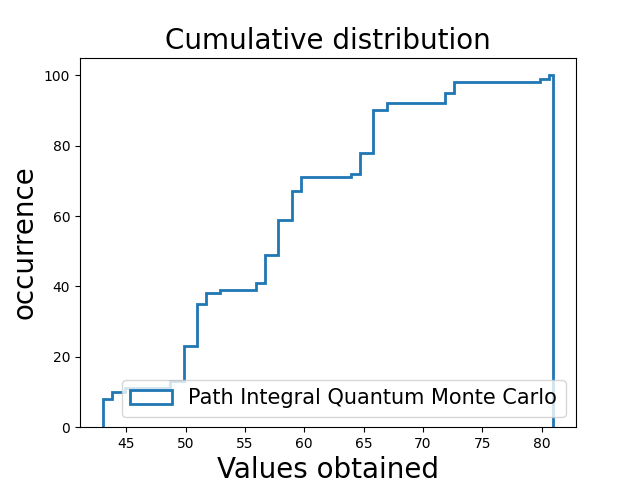 Cumulative distribution
100
80
60
40
20
0
occurrence
Path Integral Quantum Monte Carlo
45 50 55 60 65 70 75 80
Values obtained